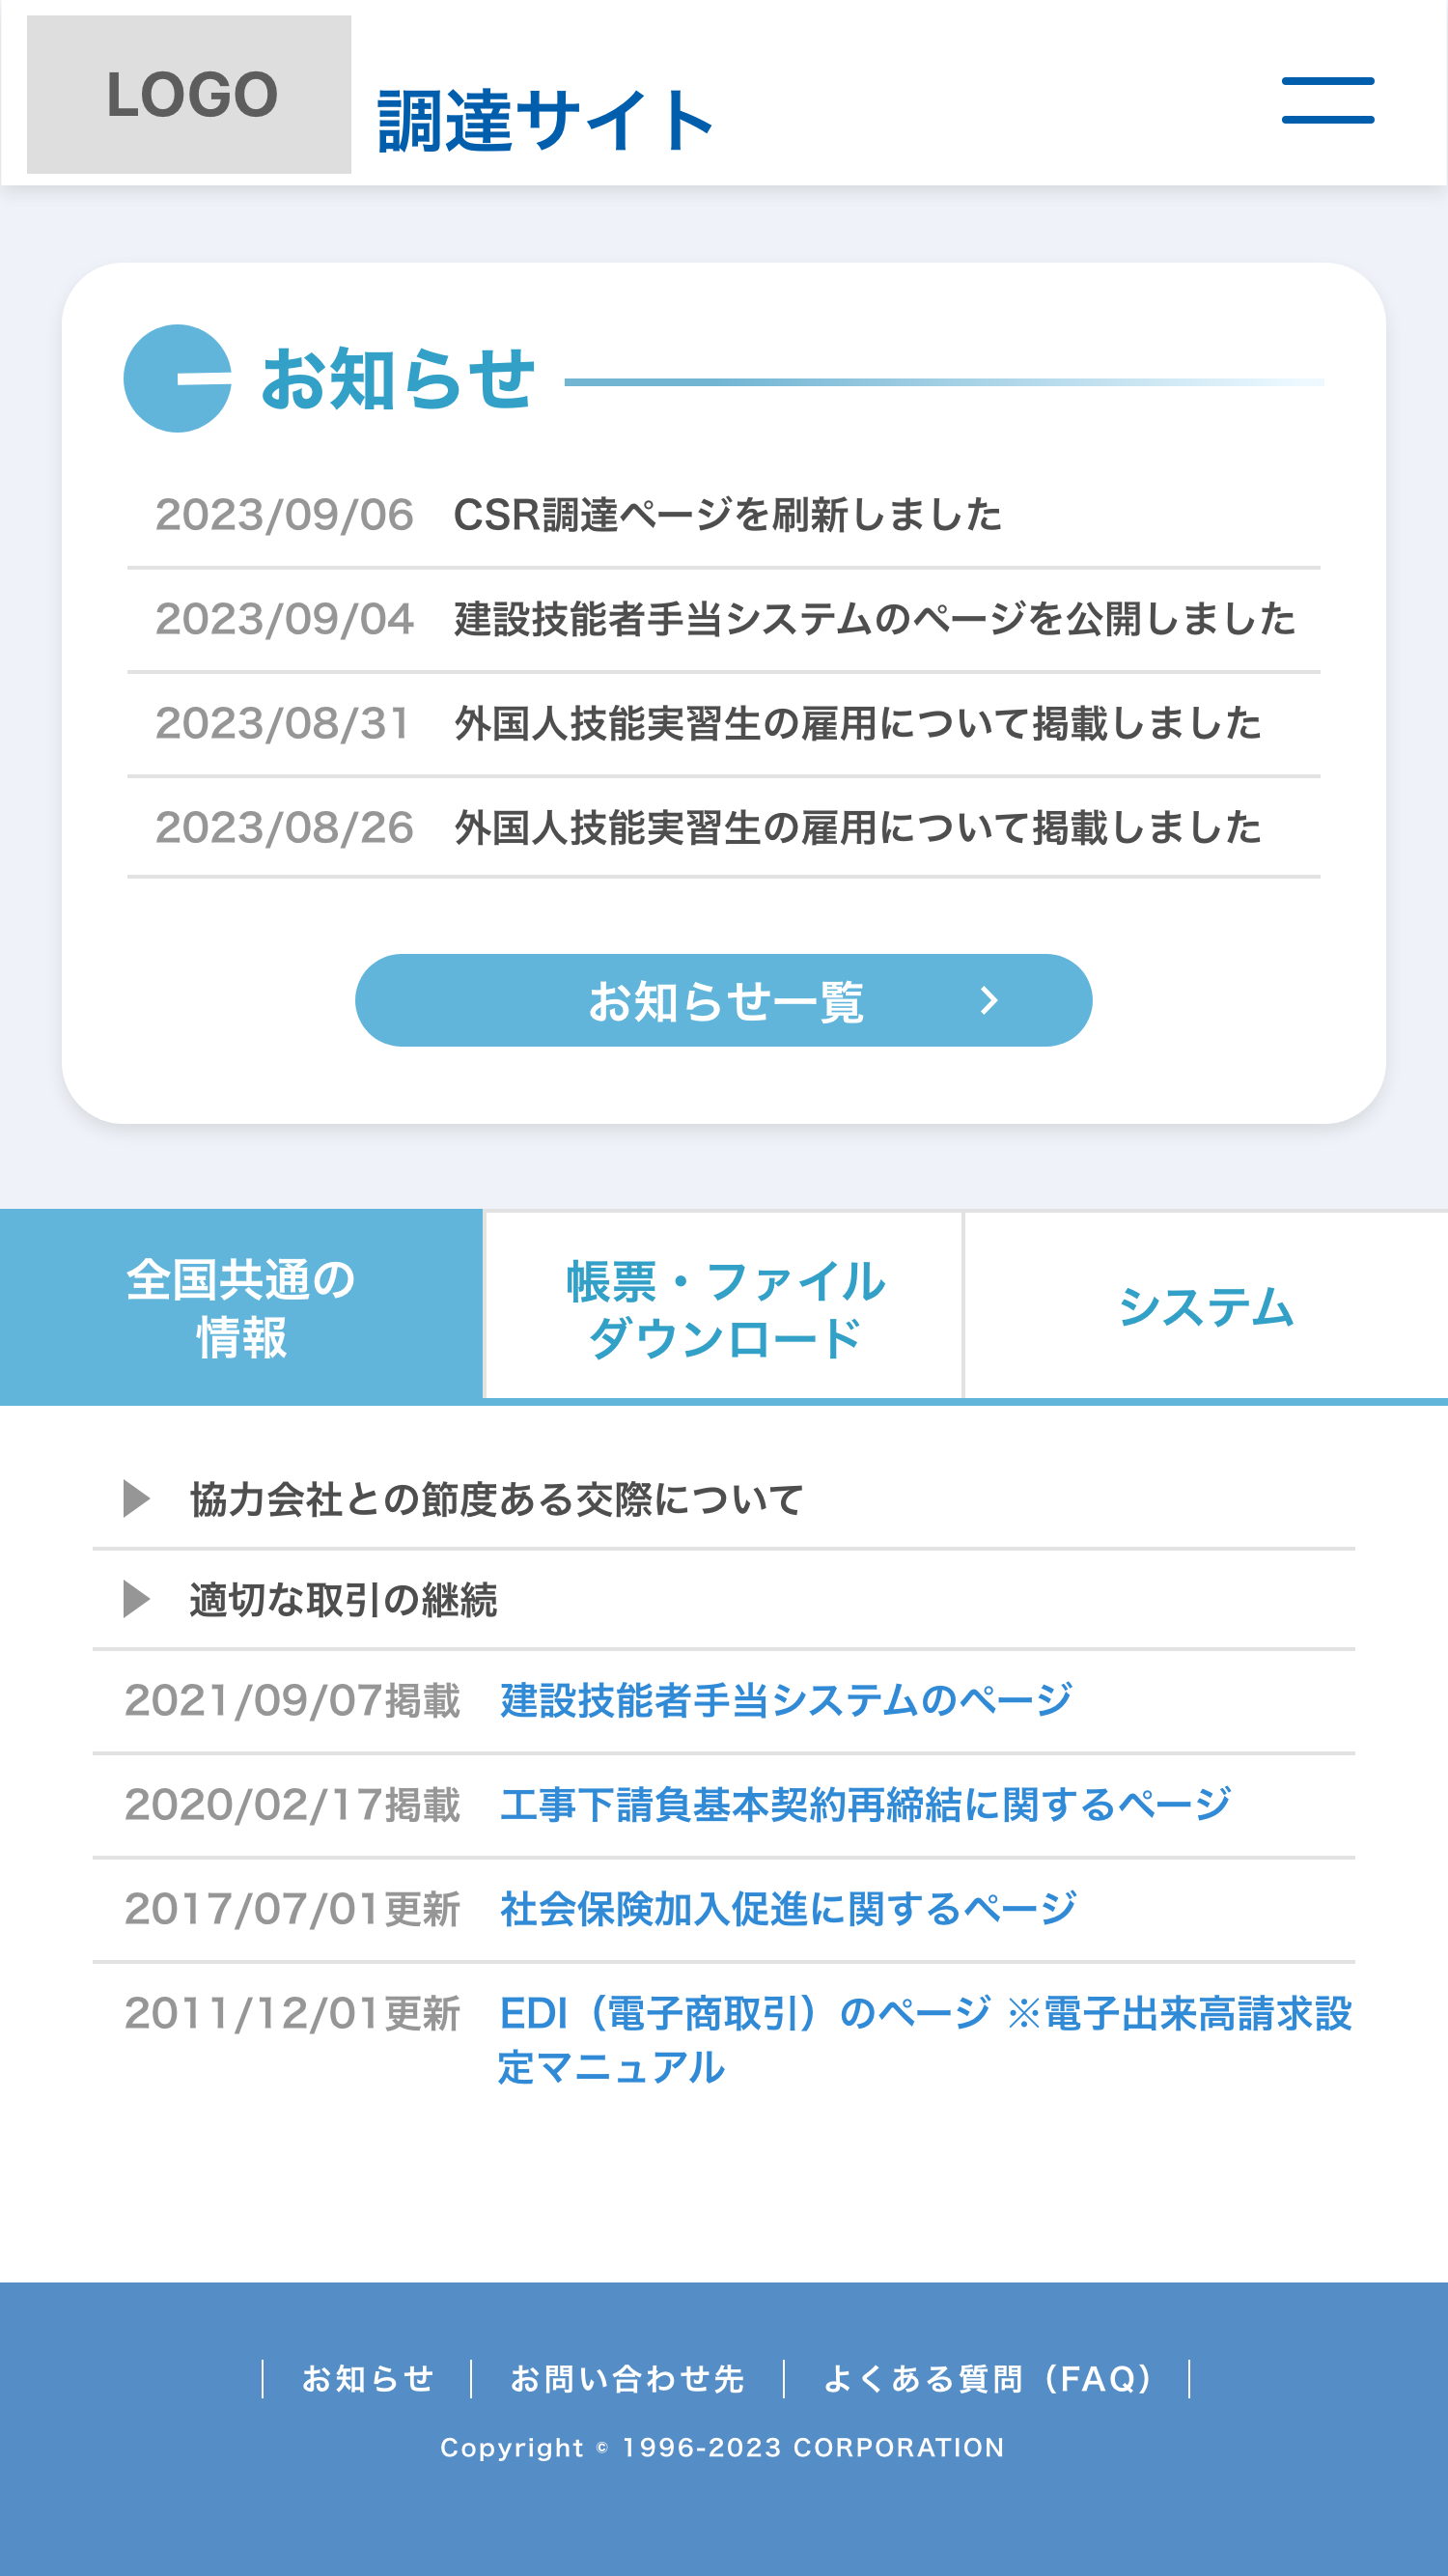 LOGO
調達サイト
お知らせ
2023/09/06 CSR調達ページを刷新しました
2023/09/04 建設技能者手当システムのページを公開しました
2023/08/31 外国人技能実習生の雇用について掲載しました
2023/08/26 外国人技能実習生の雇用について掲載しました
お知らせ一覧
全国共通の
情報
帳票・ファイル
ダウンロード
システム
協力会社との節度ある交際について
適切な取引の継続
2021/09/07掲載 建設技能者手当システムのページ
2020/02/17掲載 工事下請負基本契約再締結に関するページ
2017/07/01更新 社会保険加入促進に関するページ
2011/12/01更新 EDI（電子商取引）のページ ※電子出来高請求設
定マニュアル
お知らせ お問い合わせ先 よくある質問（FAQ）
Copyright © 1996-2023 CORPORATION